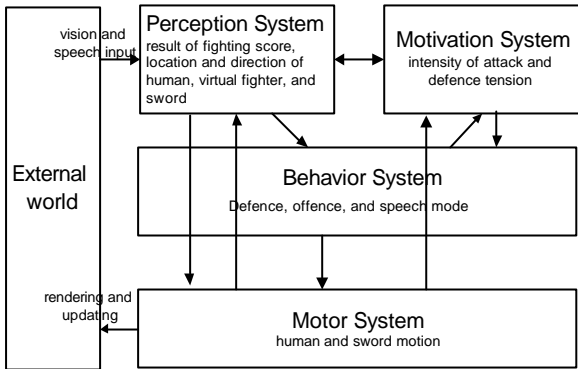 vision and
speech input
Perception System
result of fighting score,
location and direction of
human, virtual fighter, and
sword
Motivation System
intensity of attack and
defence tension
External
world
Behavior System
Defence, offence, and speech mode
rendering and
updating
Motor System
human and sword motion